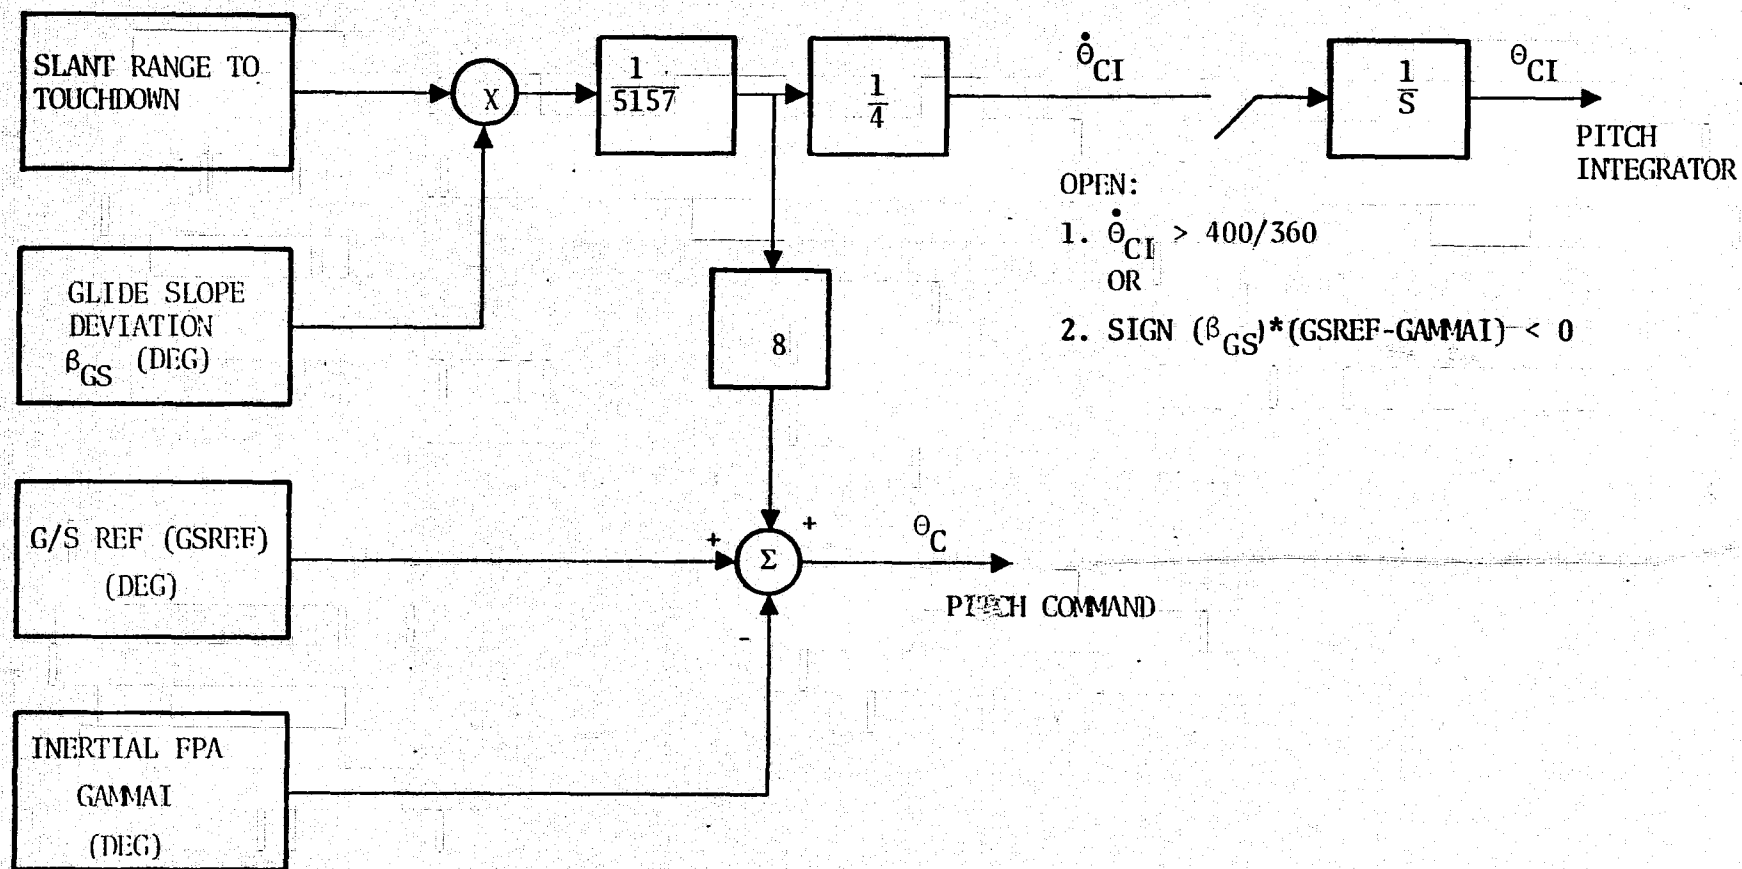 SLANT RANGE TO
TOUCHDOWN
X
1
5157
1
4
θ̇CI
1
S
θCI
PITCH
INTEGRATOR
OPEN:
1. θ̇CI > 400/360
OR
2. SIGN (βGS)*(GSREF-GAMMAI) < 0
GLIDE SLOPE
DEVIATION
βGS (DEG)
8
G/S REF (GSREF)
(DEG)
+
+
Σ
-
θC
PITCH COMMAND
INERTIAL FPA
GAMMAI
(DEG)